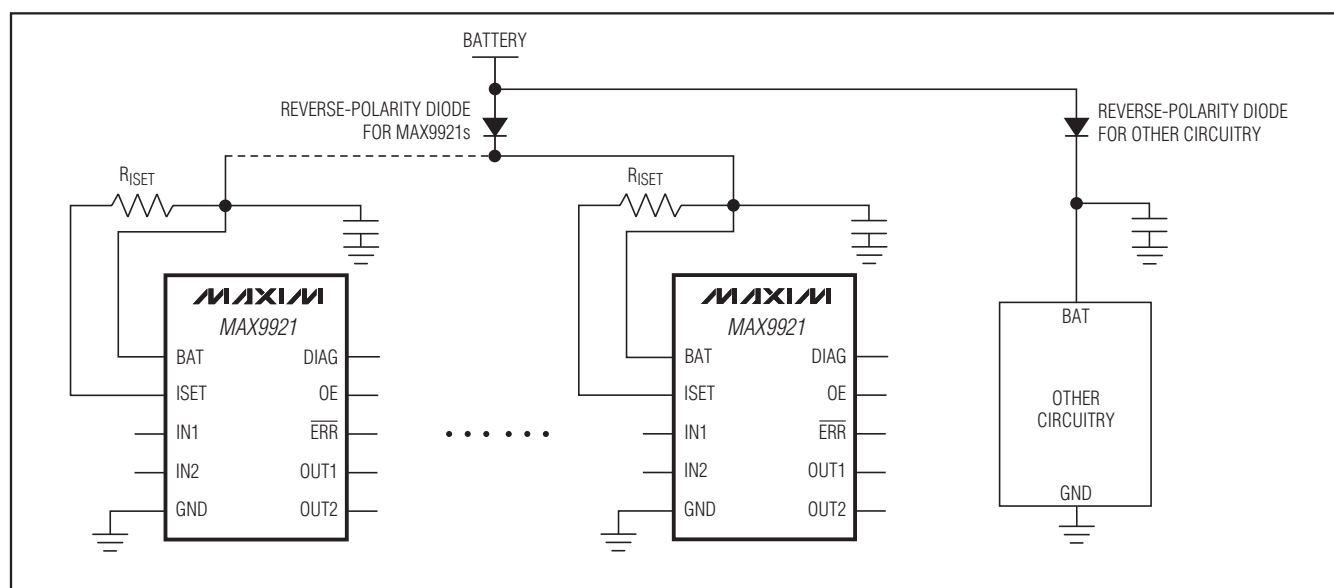 BATTERY
REVERSE-POLARITY DIODE
FOR MAX9921s
REVERSE-POLARITY DIODE
FOR OTHER CIRCUITRY
RISET
RISET
MAXIM
MAX9921
BAT
DIAG
ISET
OE
IN1
ERR
IN2
OUT1
GND
OUT2
MAXIM
MAX9921
BAT
DIAG
ISET
OE
IN1
ERR
IN2
OUT1
GND
OUT2
BAT
OTHER
CIRCUITRY
GND